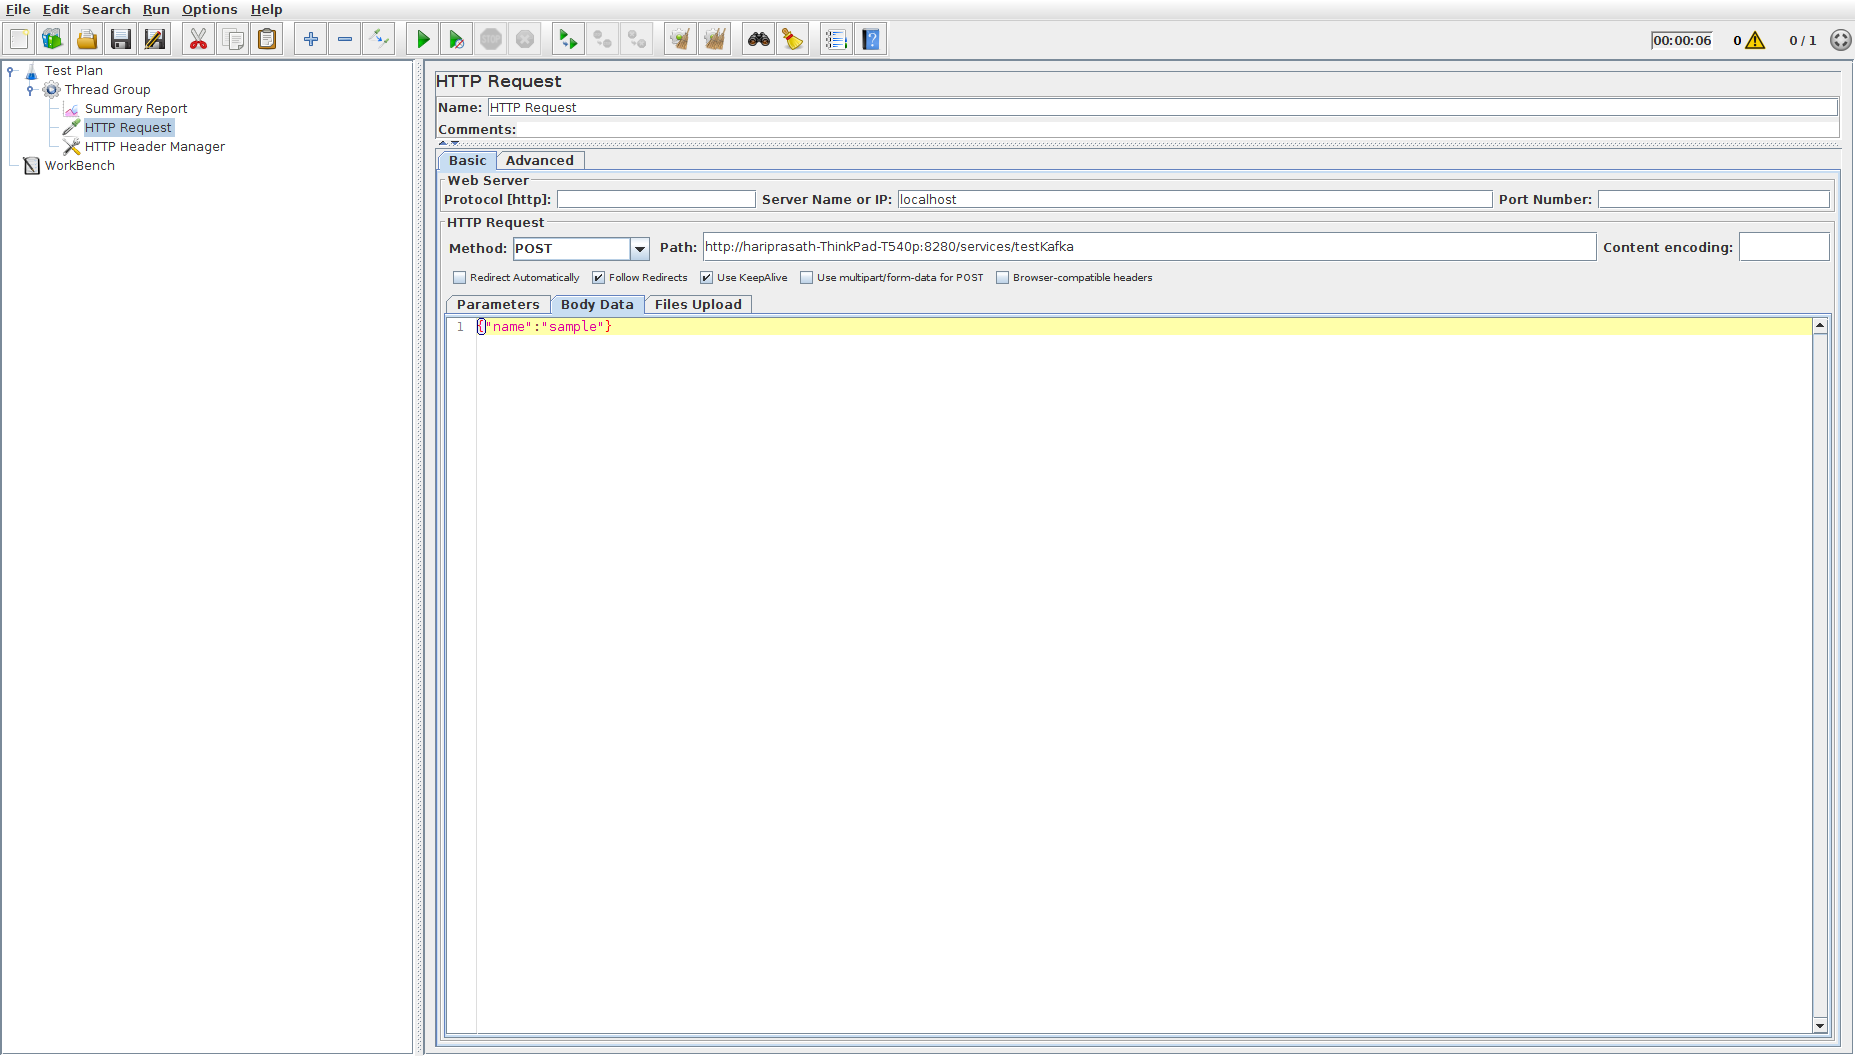 File Edit Search Run Options Help
STOP
00:00:06 0 0 / 1
Test Plan
Thread Group
Summary Report
HTTP Request
HTTP Header Manager
WorkBench
HTTP Request
Name: HTTP Request
Comments:
Basic Advanced
Web Server
Protocol [http]: Server Name or IP: localhost Port Number:
HTTP Request
Method: POST Path: http://hariprasath-ThinkPad-T540p:8280/services/testKafka Content encoding:
Redirect Automatically Follow Redirects Use KeepAlive Use multipart/form-data for POST Browser-compatible headers
Parameters Body Data Files Upload
1 {"name":"sample"}